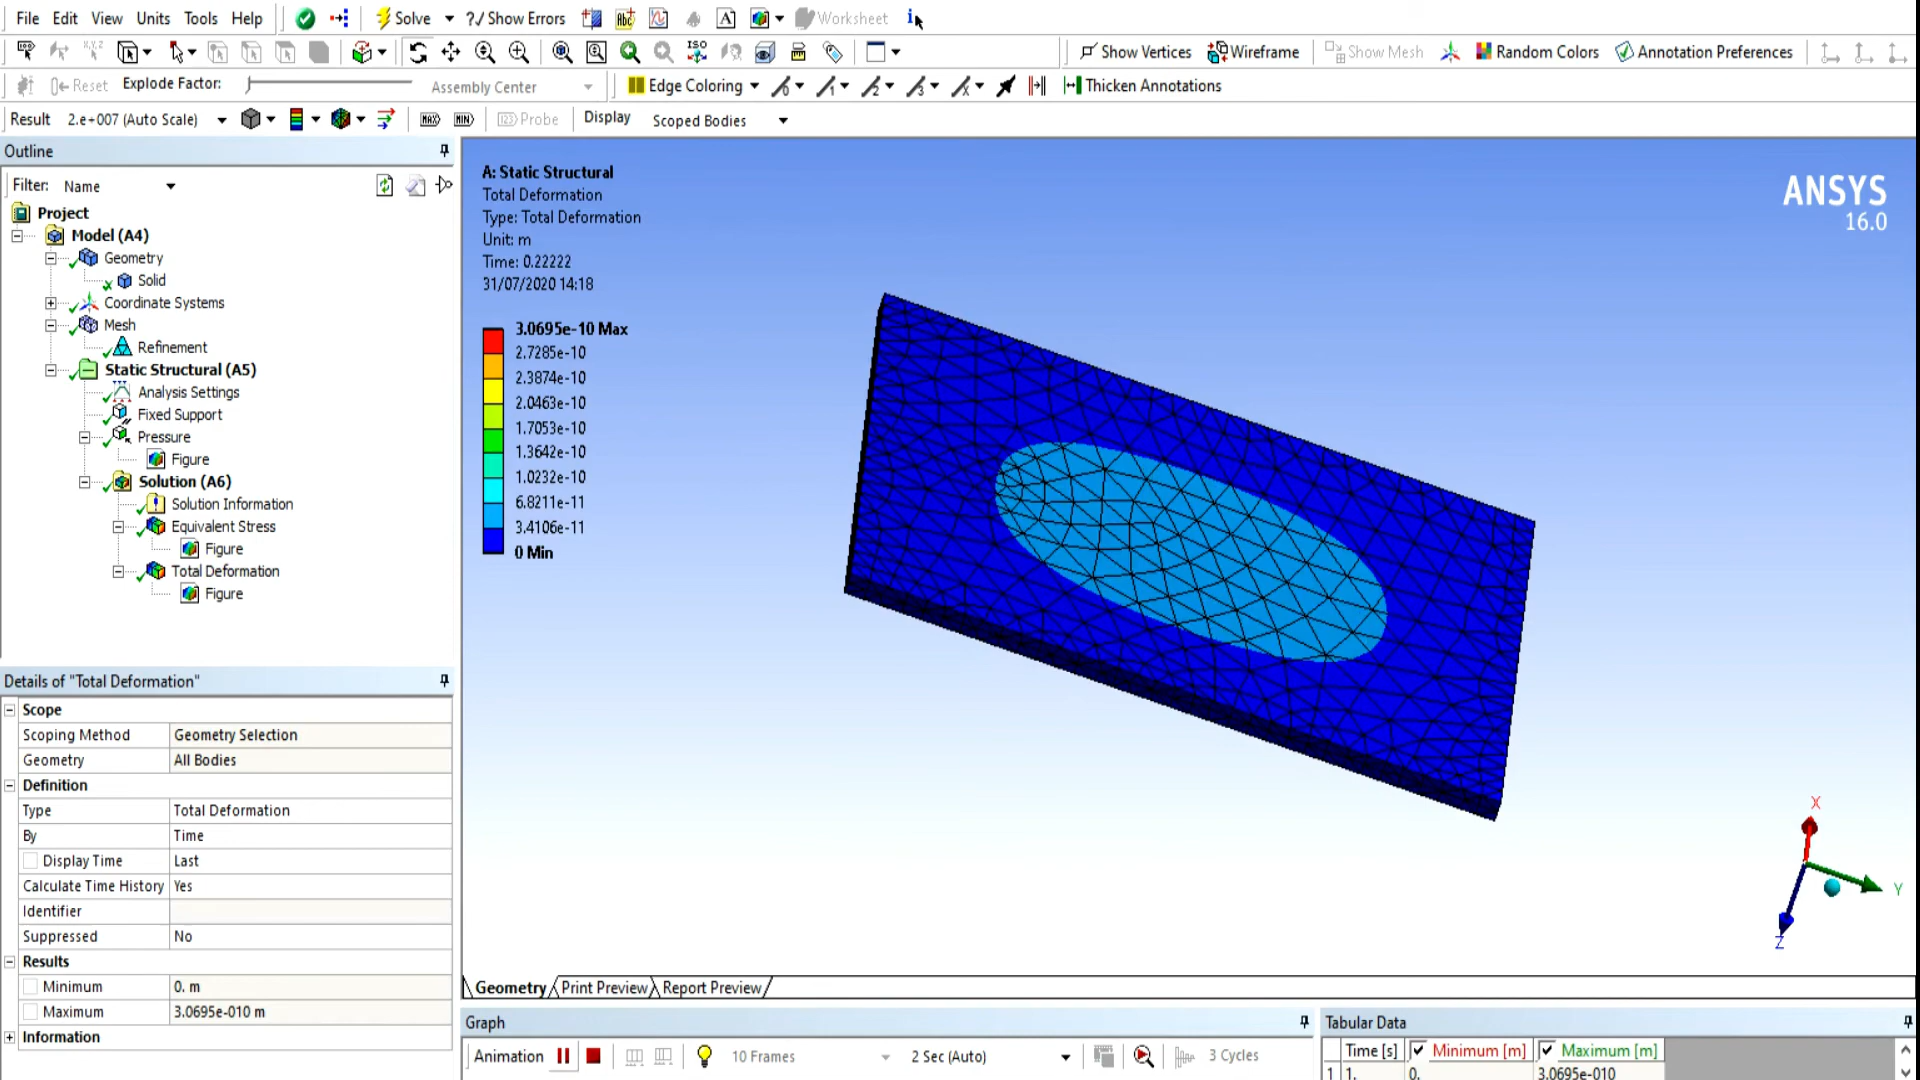 File Edit View Units Tools Help Solve ?/ Show Errors Worksheet
Show Vertices Wireframe Show Mesh Random Colors Annotation Preferences
Reset Explode Factor: Assembly Center Edge Coloring Thicken Annotations
Result 2.e+007 (Auto Scale) MAX MIN Probe Display Scoped Bodies
Outline
Filter: Name
Project
Model (A4)
Geometry
Solid
Coordinate Systems
Mesh
Refinement
Static Structural (A5)
Analysis Settings
Fixed Support
Pressure
Figure
Solution (A6)
Solution Information
Equivalent Stress
Figure
Total Deformation
Figure
Details of "Total Deformation"
Scope
Scoping Method Geometry Selection
Geometry All Bodies
Definition
Type Total Deformation
By Time
Display Time Last
Calculate Time History Yes
Identifier
Suppressed No
Results
Minimum 0. m
Maximum 3.0695e-010 m
Information
A: Static Structural
Total Deformation
Type: Total Deformation
Unit: m
Time: 0.22222
31/07/2020 14:18
3.0695e-10 Max
2.7285e-10
2.3874e-10
2.0463e-10
1.7053e-10
1.3642e-10
1.0232e-10
6.8211e-11
3.4106e-11
0 Min
ANSYS
16.0
X
Y
Z
Geometry Print Preview Report Preview
Graph
Animation 10 Frames 2 Sec (Auto) 3 Cycles
Tabular Data
Time [s] Minimum [m] Maximum [m]
1 1. 0. 3.0695e-010